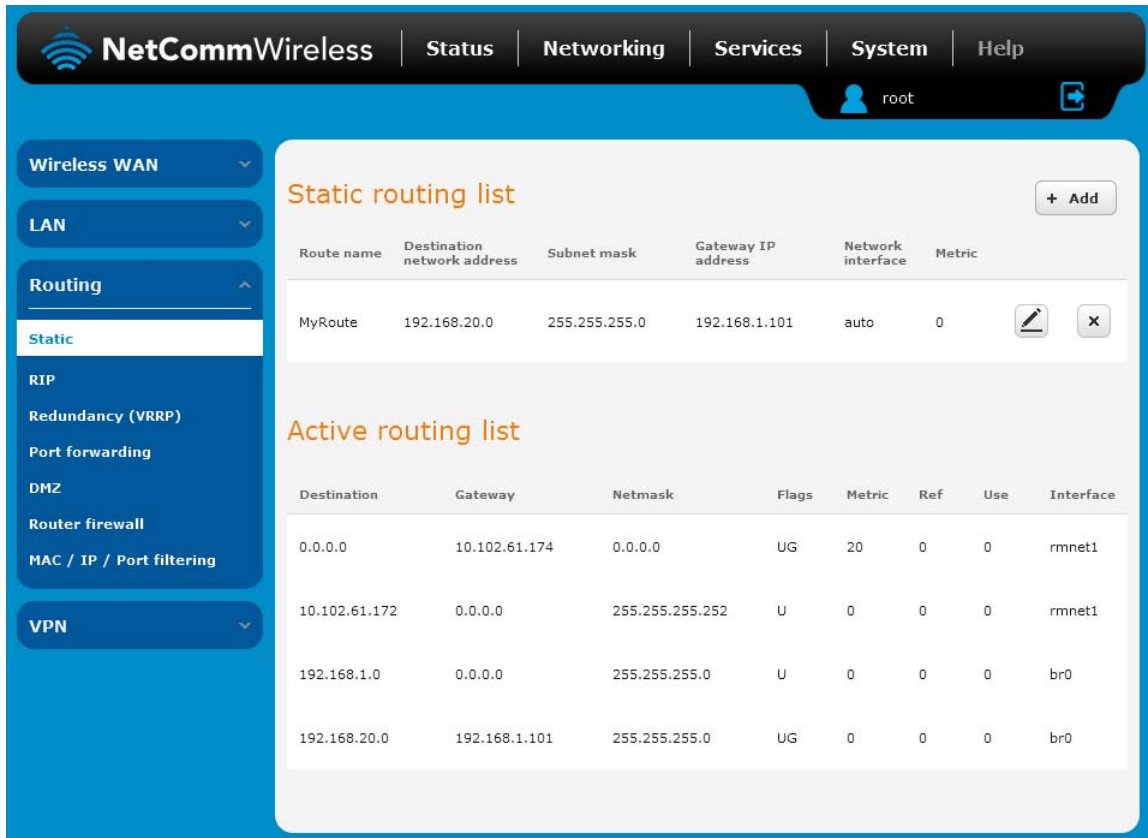 NetCommWireless Status Networking Services System Help
root
Wireless WAN
LAN
Routing
Static
RIP
Redundancy (VRRP)
Port forwarding
DMZ
Router firewall
MAC / IP / Port filtering
VPN
Static routing list
+ Add
Route name Destination network address Subnet mask Gateway IP address Network interface Metric
MyRoute 192.168.20.0 255.255.255.0 192.168.1.101 auto 0
Active routing list
Destination Gateway Netmask Flags Metric Ref Use Interface
0.0.0.0 10.102.61.174 0.0.0.0 UG 20 0 0 rmnet1
10.102.61.172 0.0.0.0 255.255.255.252 U 0 0 0 rmnet1
192.168.1.0 0.0.0.0 255.255.255.0 U 0 0 0 br0
192.168.20.0 192.168.1.101 255.255.255.0 UG 0 0 0 br0